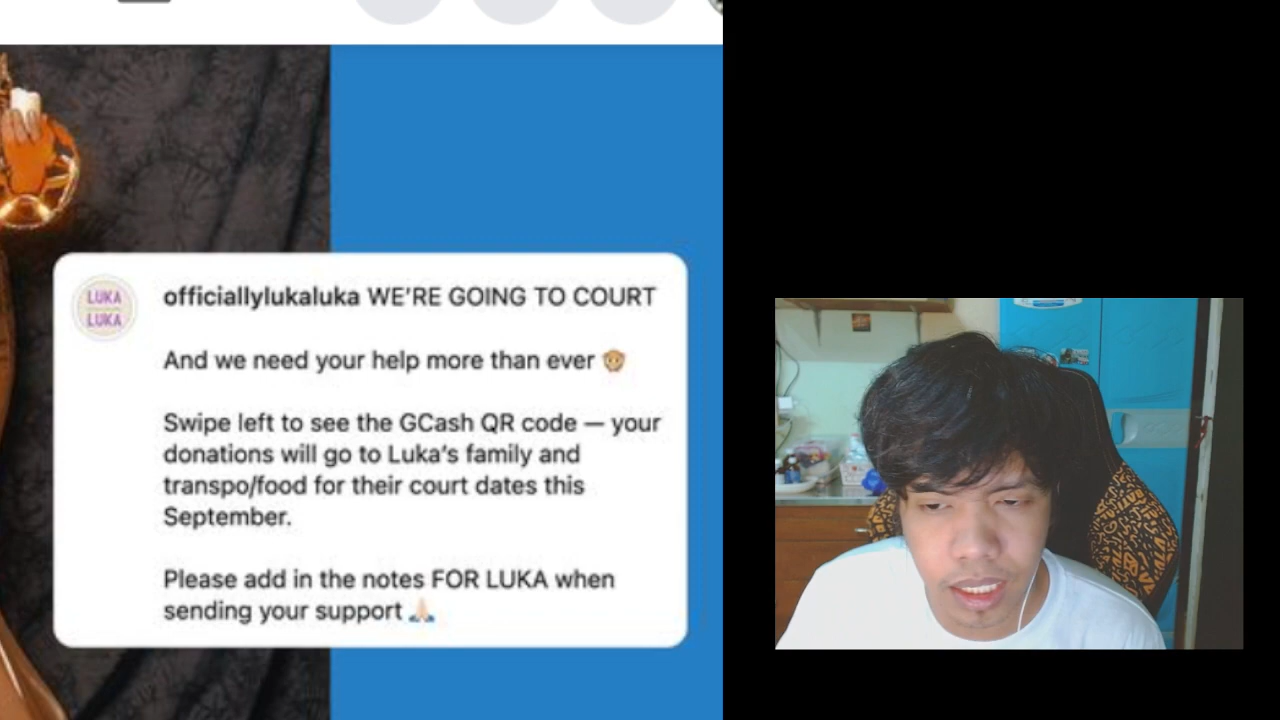 LUKA
LUKA
officiallylukaluka WE'RE GOING TO COURT
And we need your help more than ever 🐵
Swipe left to see the GCash QR code — your
donations will go to Luka's family and
transpo/food for their court dates this
September.
Please add in the notes FOR LUKA when
sending your support 🙏🏻